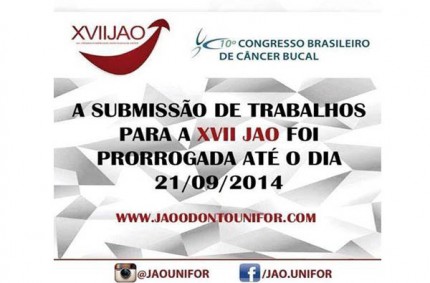 XVIIJAO
10º CONGRESSO BRASILEIRO
DE CÂNCER BUCAL
A SUBMISSÃO DE TRABALHOS
PARA A XVII JAO FOI
PRORROGADA ATÉ O DIA
21/09/2014
WWW.JAOODONTOUNIFOR.COM
@JAOUNIFOR
/JAO.UNIFOR